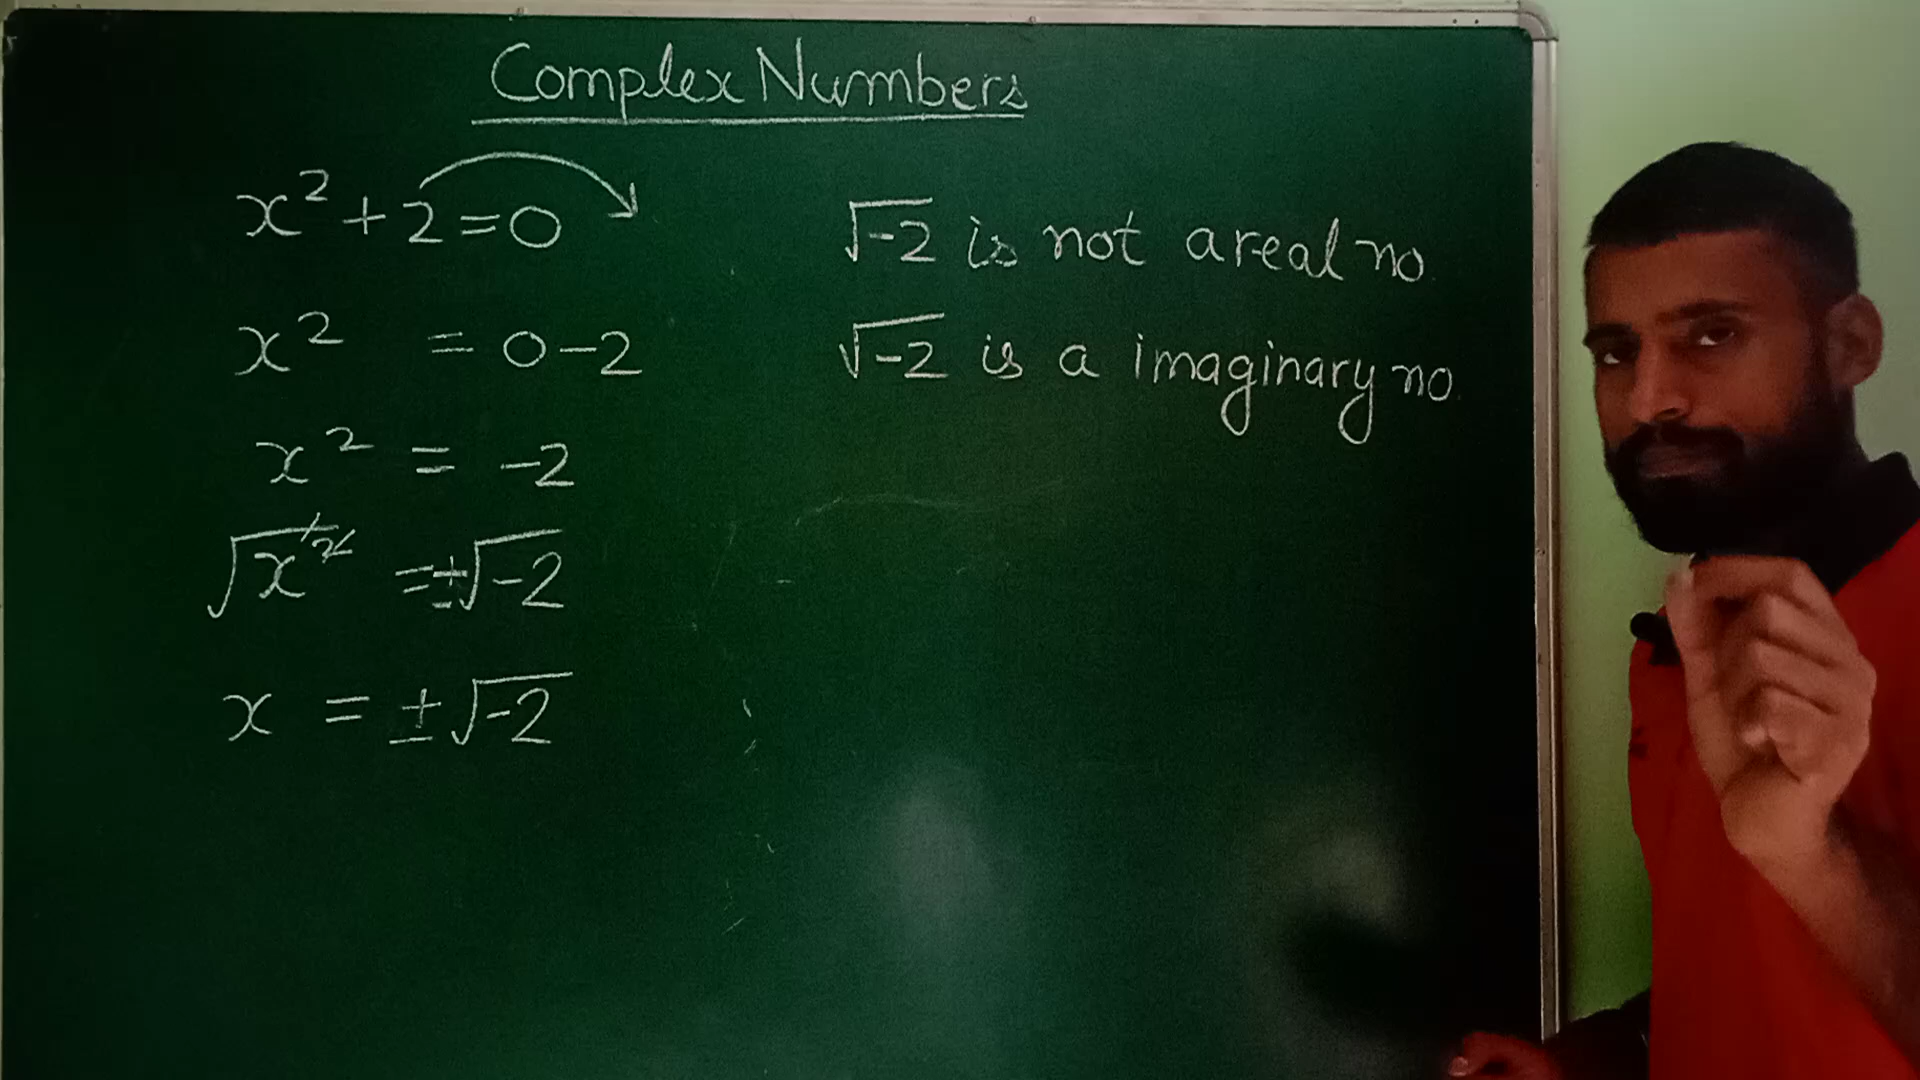 Complex Numbers
x² + 2 = 0
x² = 0 - 2
x² = -2
√x² = ±√-2
x = ±√-2
√-2 is not a real no.
√-2 is a imaginary no.